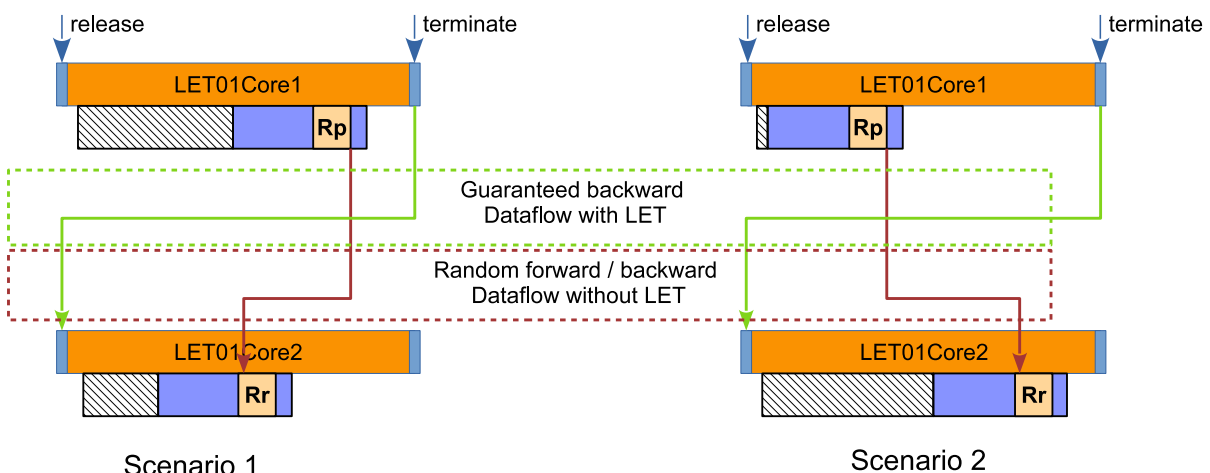 release
terminate
release
terminate
LET01Core1
LET01Core1
Rp
Rp
Guaranteed backward
Dataflow with LET
Random forward / backward
Dataflow without LET
LET01Core2
LET01Core2
Rr
Rr
Scenario 1
Scenario 2